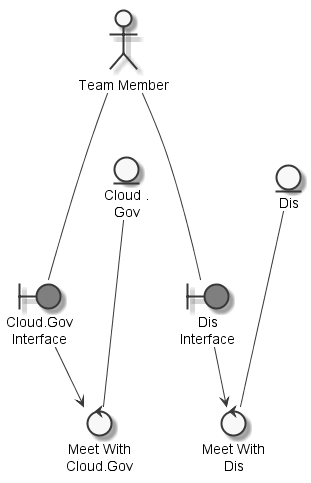 Team Member
Cloud .
Gov
Dis
Cloud.Gov
Interface
Dis
Interface
Meet With
Cloud.Gov
Meet With
Dis